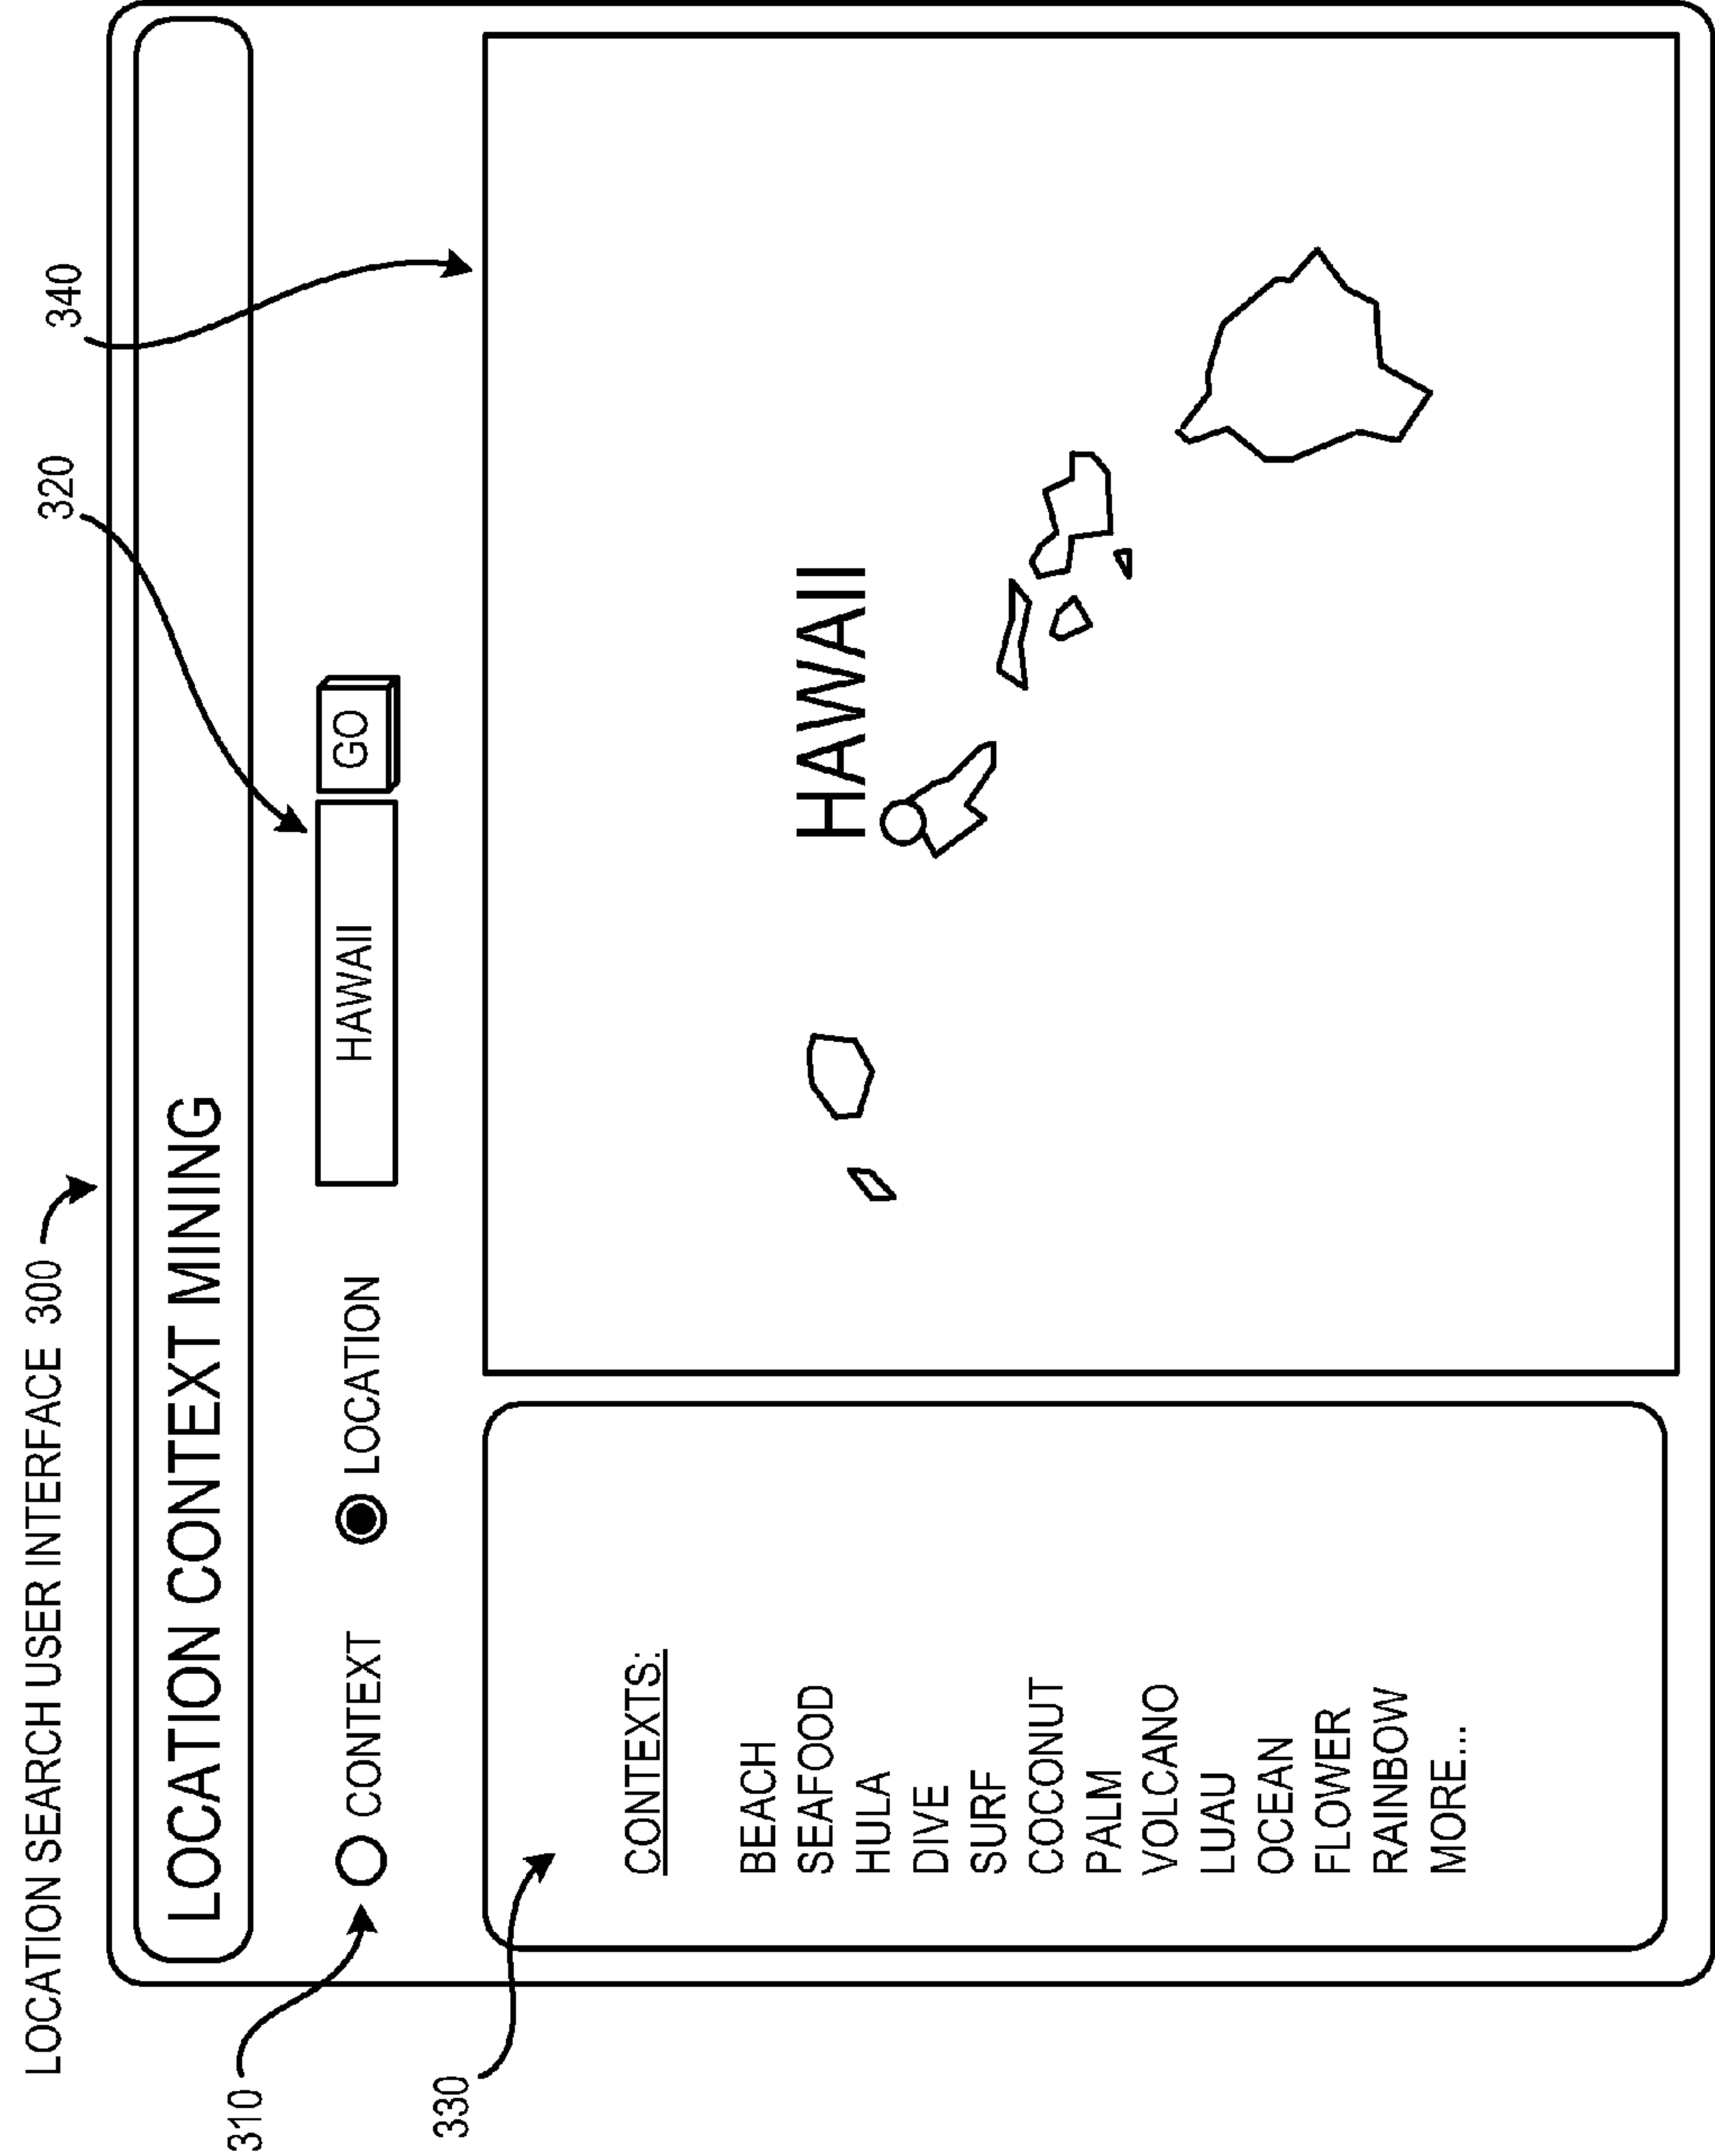 LOCATION SEARCH USER INTERFACE 300
320
340
LOCATION CONTEXT MINING
310
CONTEXT
LOCATION
HAWAII
GO
330
CONTEXTS:
BEACH
SEAFOOD
HULA
DIVE
SURF
COCONUT
PALM
VOLCANO
LUAU
OCEAN
FLOWER
RAINBOW
MORE...
HAWAII